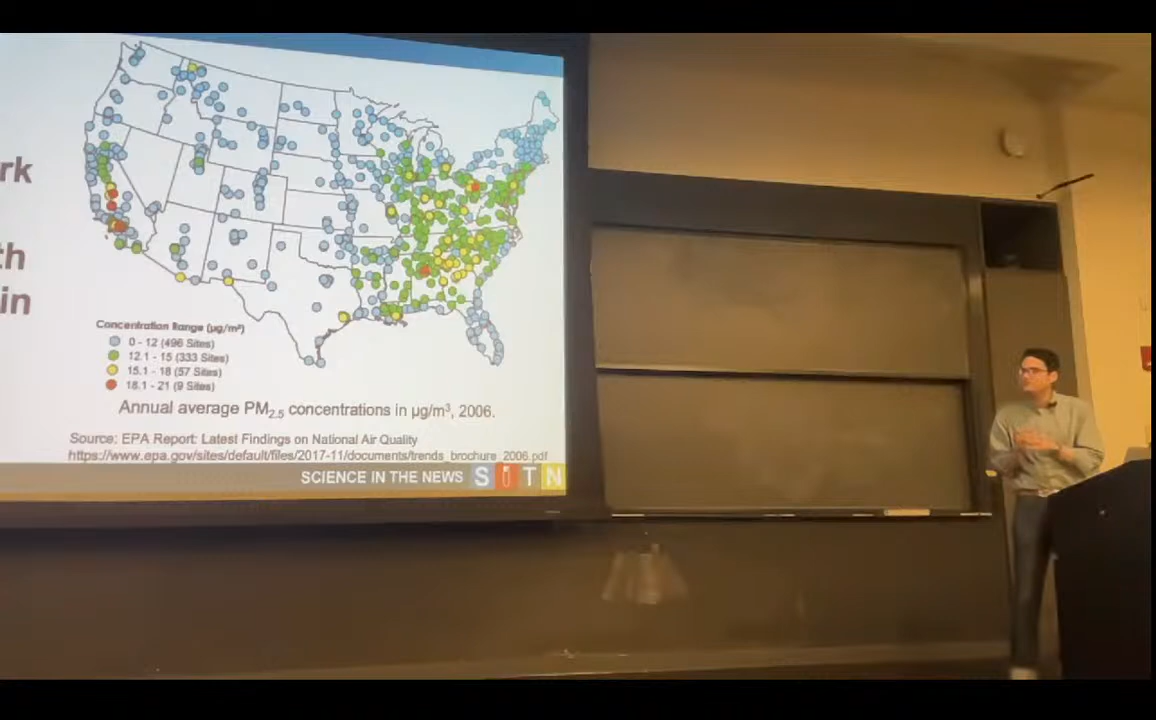 rk
th
in
Concentration Range (µg/m³)
0 - 12 (496 Sites)
12.1 - 15 (333 Sites)
15.1 - 18 (57 Sites)
18.1 - 21 (9 Sites)
Annual average PM2.5 concentrations in µg/m³, 2006.
Source: EPA Report: Latest Findings on National Air Quality
https://www.epa.gov/sites/default/files/2017-11/documents/trends_brochure_2006.pdf
SCIENCE IN THE NEWS SITN